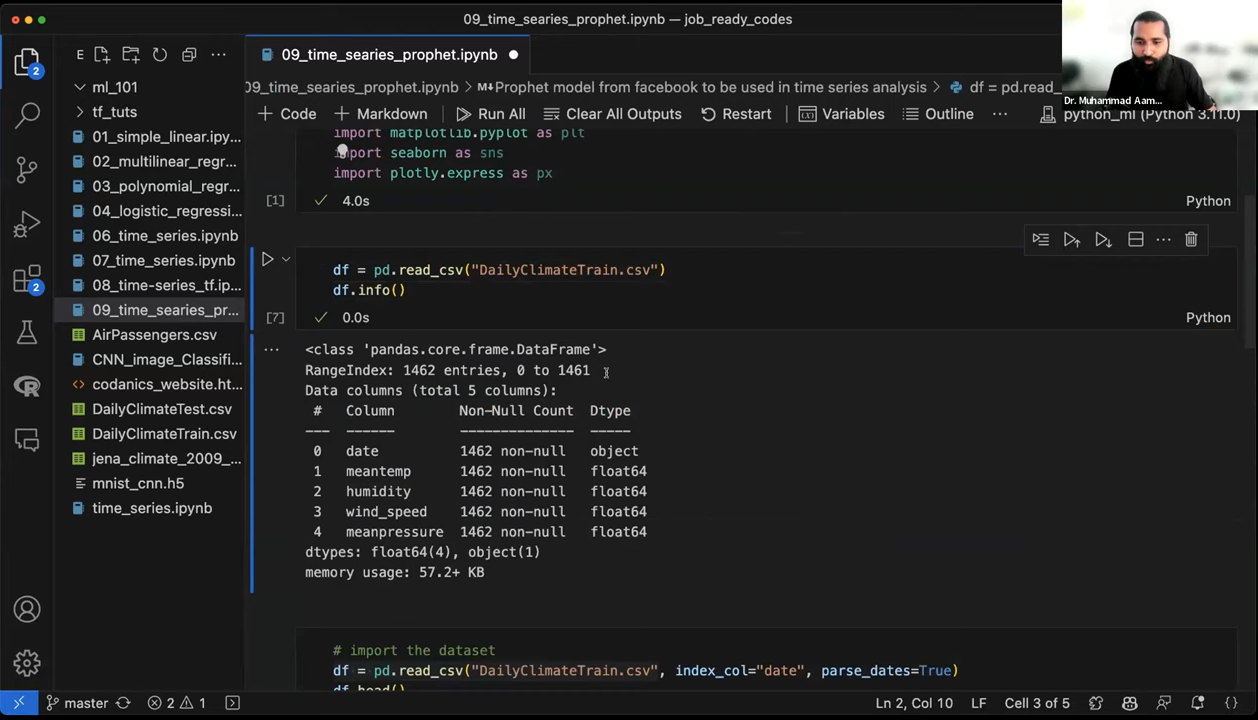 09_time_searies_prophet.ipynb — job_ready_codes
2
2
E
ml_101
tf_tuts
01_simple_linear.ipy...
02_multilinear_regr...
03_polynomial_regr...
04_logistic_regressi...
06_time_series.ipynb
07_time_series.ipynb
08_time-series_tf.ip...
09_time_searies_pr...
AirPassengers.csv
CNN_image_Classifi...
codanics_website.ht...
DailyClimateTest.csv
DailyClimateTrain.csv
jena_climate_2009_...
mnist_cnn.h5
time_series.ipynb
09_time_searies_prophet.ipynb
09_time_searies_prophet.ipynb > Prophet model from facebook to be used in time series analysis > df = pd.read_
+ Code + Markdown Run All Clear All Outputs Restart Variables Outline ...
python_ml (Python 3.11.0)
Dr. Muhammad Aam...
import matplotlib.pyplot as plt
import seaborn as sns
import plotly.express as px
[1] 4.0s Python
df = pd.read_csv("DailyClimateTrain.csv")
df.info()
[7] 0.0s Python
<class 'pandas.core.frame.DataFrame'>
RangeIndex: 1462 entries, 0 to 1461
Data columns (total 5 columns):
# Column Non-Null Count Dtype
--- ------ -------------- -----
0 date 1462 non-null object
1 meantemp 1462 non-null float64
2 humidity 1462 non-null float64
3 wind_speed 1462 non-null float64
4 meanpressure 1462 non-null float64
dtypes: float64(4), object(1)
memory usage: 57.2+ KB
# import the dataset
df = pd.read_csv("DailyClimateTrain.csv", index_col="date", parse_dates=True)
df.head()
master 2 1 Ln 2, Col 10 LF Cell 3 of 5